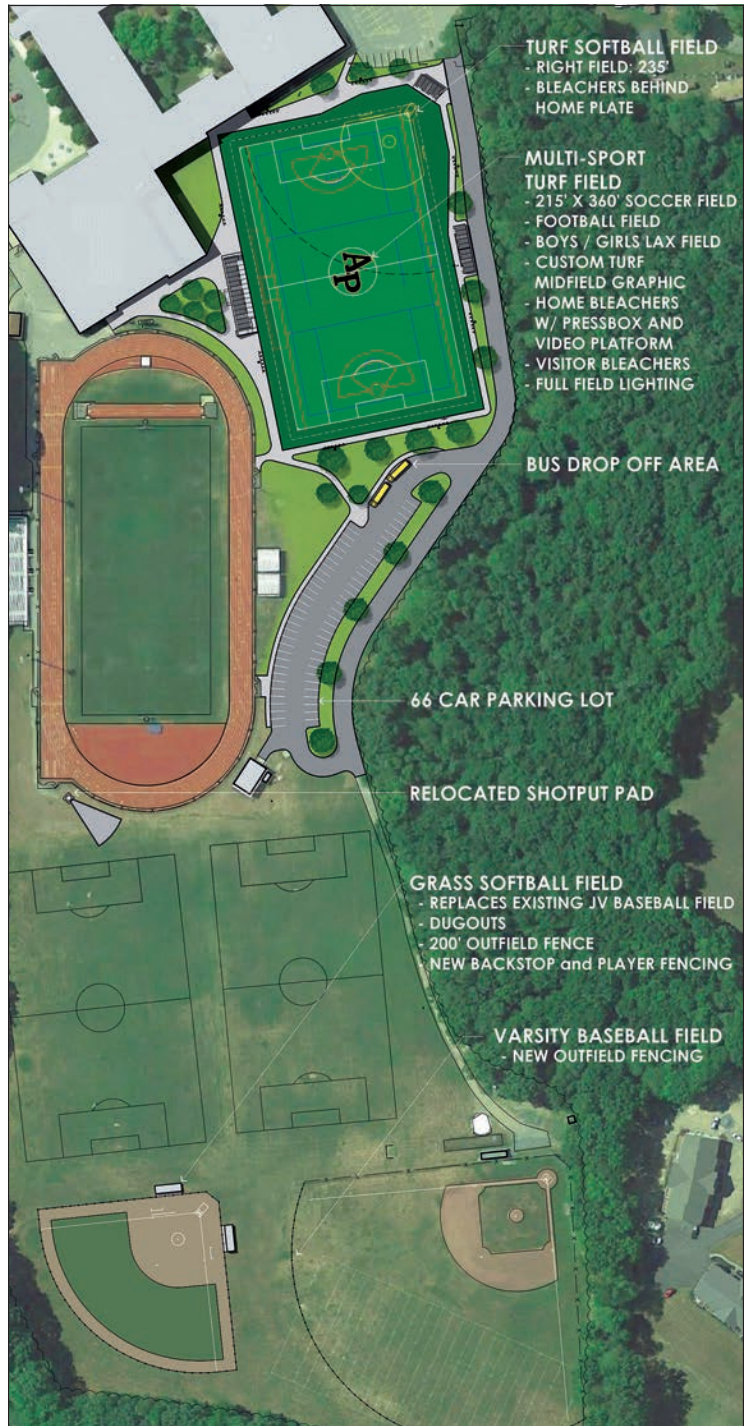 TURF SOFTBALL FIELD
- RIGHT FIELD: 235'
- BLEACHERS BEHIND
HOME PLATE
MULTI-SPORT
TURF FIELD
- 215' X 360' SOCCER FIELD
- FOOTBALL FIELD
- BOYS / GIRLS LAX FIELD
- CUSTOM TURF
MIDFIELD GRAPHIC
- HOME BLEACHERS
W/ PRESSBOX AND
VIDEO PLATFORM
- VISITOR BLEACHERS
- FULL FIELD LIGHTING
AP
BUS DROP OFF AREA
66 CAR PARKING LOT
RELOCATED SHOTPUT PAD
GRASS SOFTBALL FIELD
- REPLACES EXISTING JV BASEBALL FIELD
- DUGOUTS
- 200' OUTFIELD FENCE
- NEW BACKSTOP and PLAYER FENCING
VARSITY BASEBALL FIELD
- NEW OUTFIELD FENCING